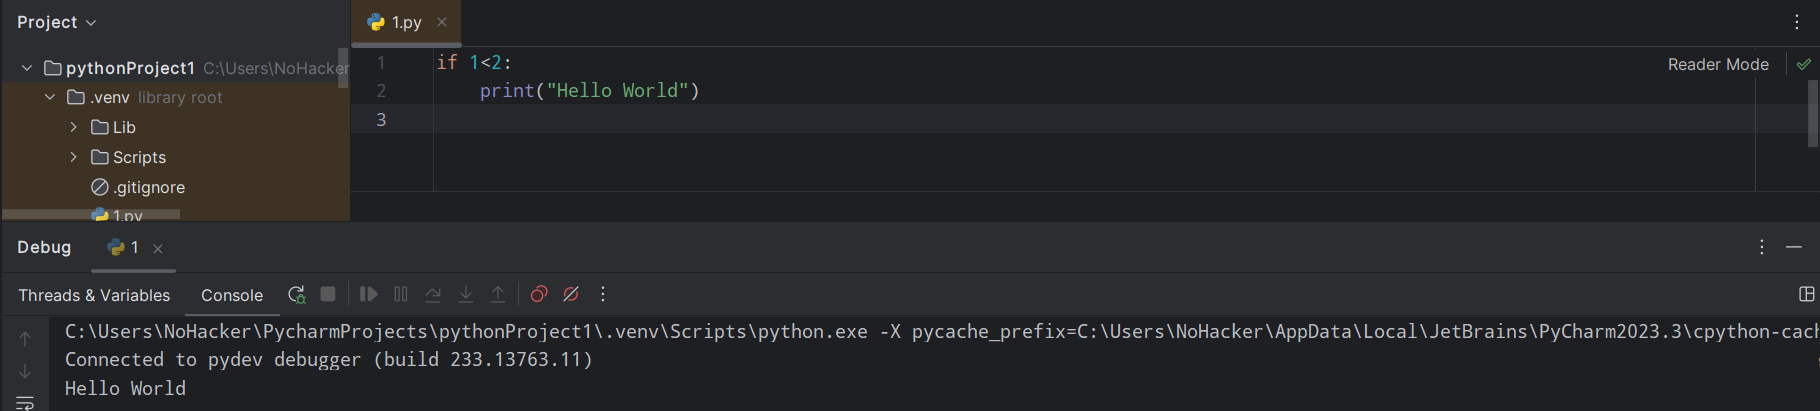 Project
1.py
pythonProject1 C:\Users\NoHacker
.venv library root
Lib
Scripts
.gitignore
1.py
1 if 1<2:
2 print("Hello World")
3
Reader Mode
Debug
1
Threads & Variables
Console
C:\Users\NoHacker\PycharmProjects\pythonProject1\.venv\Scripts\python.exe -X pycache_prefix=C:\Users\NoHacker\AppData\Local\JetBrains\PyCharm2023.3\cpython-cach
Connected to pydev debugger (build 233.13763.11)
Hello World